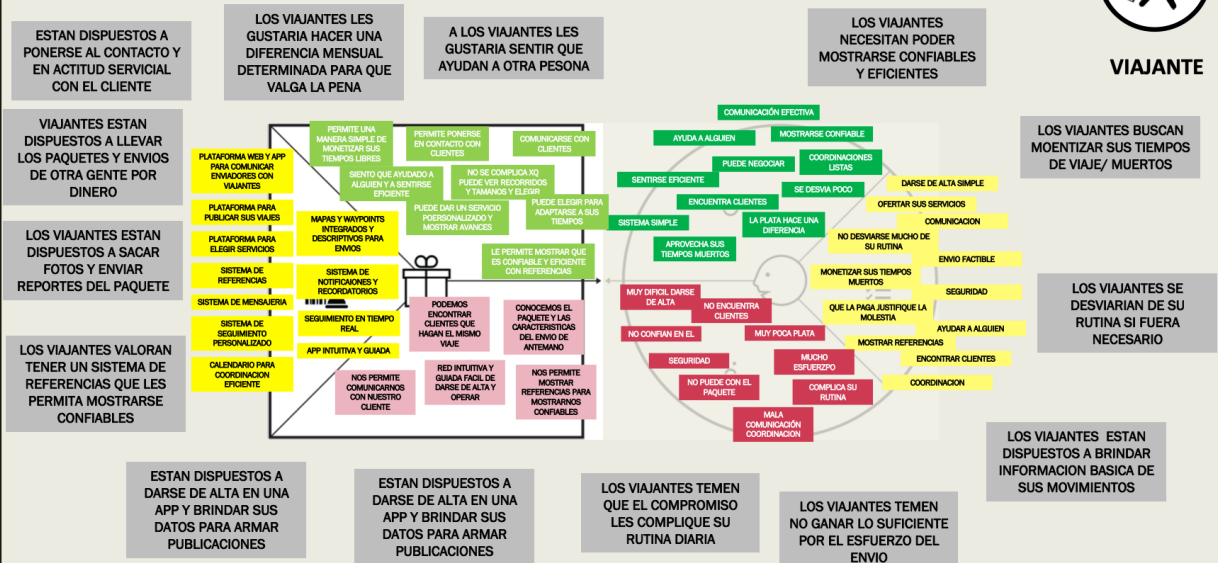 ESTAN DISPUESTOS A
PONERSE AL CONTACTO Y
EN ACTITUD SERVICIAL
CON EL CLIENTE
LOS VIAJANTES LES
GUSTARIA HACER UNA
DIFERENCIA MENSUAL
DETERMINADA PARA QUE
VALGA LA PENA
A LOS VIAJANTES LES
GUSTARIA SENTIR QUE
AYUDAN A OTRA PESONA
LOS VIAJANTES
NECESITAN PODER
MOSTRARSE CONFIABLES
Y EFICIENTES
VIAJANTE
VIAJANTES ESTAN
DISPUESTOS A LLEVAR
LOS PAQUETES Y ENVIOS
DE OTRA GENTE POR
DINERO
LOS VIAJANTES ESTAN
DISPUESTOS A SACAR
FOTOS Y ENVIAR
REPORTES DEL PAQUETE
LOS VIAJANTES VALORAN
TENER UN SISTEMA DE
REFERENCIAS QUE LES
PERMITA MOSTRARSE
CONFIABLES
PLATAFORMA WEB Y APP
PARA COMUNICAR
ENVIADORES CON
VIAJANTES
PLATAFORMA PARA
PUBLICAR SUS VIAJES
PLATAFORMA PARA
ELEGIR SERVICIOS
SISTEMA DE
REFERENCIAS
SISTEMA DE MENSAJERIA
SISTEMA DE
SEGUIMIENTO
PERSONALIZADO
CALENDARIO PARA
COORDINACION
EFICIENTE
MAPAS Y WAYPOINTS
INTEGRADOS Y
DESCRIPTIVOS PARA
ENVIOS
SISTEMA DE
NOTIFICAIONES Y
RECORDATORIOS
SEGUIMIENTO EN TIEMPO
REAL
APP INTUITIVA Y GUIADA
PERMITE UNA
MANERA SIMPLE DE
MONETIZAR SUS
TIEMPOS LIBRES
PERMITE PONERSE
EN CONTACTO CON
CLIENTES
COMUNICARSE CON
CLIENTES
SIENTO QUE AYUDADO A
ALGUIEN Y A SENTIRSE
EFICIENTE
NO SE COMPLICA XQ
PUEDE VER RECORRIDOS
Y TAMANOS Y ELEGIR
PUEDE DAR UN SERVICIO
POERSONALIZADO Y
MOSTRAR AVANCES
PUEDE ELEGIR PARA
ADAPTARSE A SUS
TIEMPOS
LE PERMITE MOSTRAR QUE
ES CONFIABLE Y EFICIENTE
CON REFERENCIAS
PODEMOS
ENCONTRAR
CLIENTES QUE
HAGAN EL MISMO
VIAJE
CONOCEMOS EL
PAQUETE Y LAS
CARACTERISTICAS
DEL ENVIO DE
ANTEMANO
NOS PERMITE
COMUNICARNOS
CON NUESTRO
CLIENTE
RED INTUITIVA Y
GUIADA FACIL DE
DARSE DE ALTA Y
OPERAR
NOS PERMITE
MOSTRAR
REFERENCIAS PARA
MOSTRARNOS
CONFIABLES
COMUNICACIÓN EFECTIVA
AYUDA A ALGUIEN
MOSTRARSE CONFIABLE
PUEDE NEGOCIAR
COORDINACIONES
LISTAS
SENTIRSE EFICIENTE
SE DESVIA POCO
ENCUENTRA CLIENTES
SISTEMA SIMPLE
LA PLATA HACE UNA
DIFERENCIA
APROVECHA SUS
TIEMPOS MUERTOS
DARSE DE ALTA SIMPLE
OFERTAR SUS SERVICIOS
COMUNICACION
NO DESVIARSE MUCHO DE
SU RUTINA
ENVIO FACTIBLE
MONETIZAR SUS TIEMPOS
MUERTOS
SEGURIDAD
QUE LA PAGA JUSTIFIQUE LA
MOLESTIA
AYUDAR A ALGUIEN
MOSTRAR REFERENCIAS
ENCONTRAR CLIENTES
COORDINACION
MUY DIFICIL DARSE
DE ALTA
NO ENCUENTRA
CLIENTES
NO CONFIAN EN EL
MUY POCA PLATA
SEGURIDAD
MUCHO
ESFUERZPO
NO PUEDE CON EL
PAQUETE
COMPLICA SU
RUTINA
MALA
COMUNICACIÓN
COORDINACION
LOS VIAJANTES BUSCAN
MOENTIZAR SUS TIEMPOS
DE VIAJE/ MUERTOS
LOS VIAJANTES SE
DESVIARIAN DE SU
RUTINA SI FUERA
NECESARIO
LOS VIAJANTES ESTAN
DISPUESTOS A BRINDAR
INFORMACION BASICA DE
SUS MOVIMIENTOS
ESTAN DISPUESTOS A
DARSE DE ALTA EN UNA
APP Y BRINDAR SUS
DATOS PARA ARMAR
PUBLICACIONES
ESTAN DISPUESTOS A
DARSE DE ALTA EN UNA
APP Y BRINDAR SUS
DATOS PARA ARMAR
PUBLICACIONES
LOS VIAJANTES TEMEN
QUE EL COMPROMISO
LES COMPLIQUE SU
RUTINA DIARIA
LOS VIAJANTES TEMEN
NO GANAR LO SUFICIENTE
POR EL ESFUERZO DEL
ENVIO